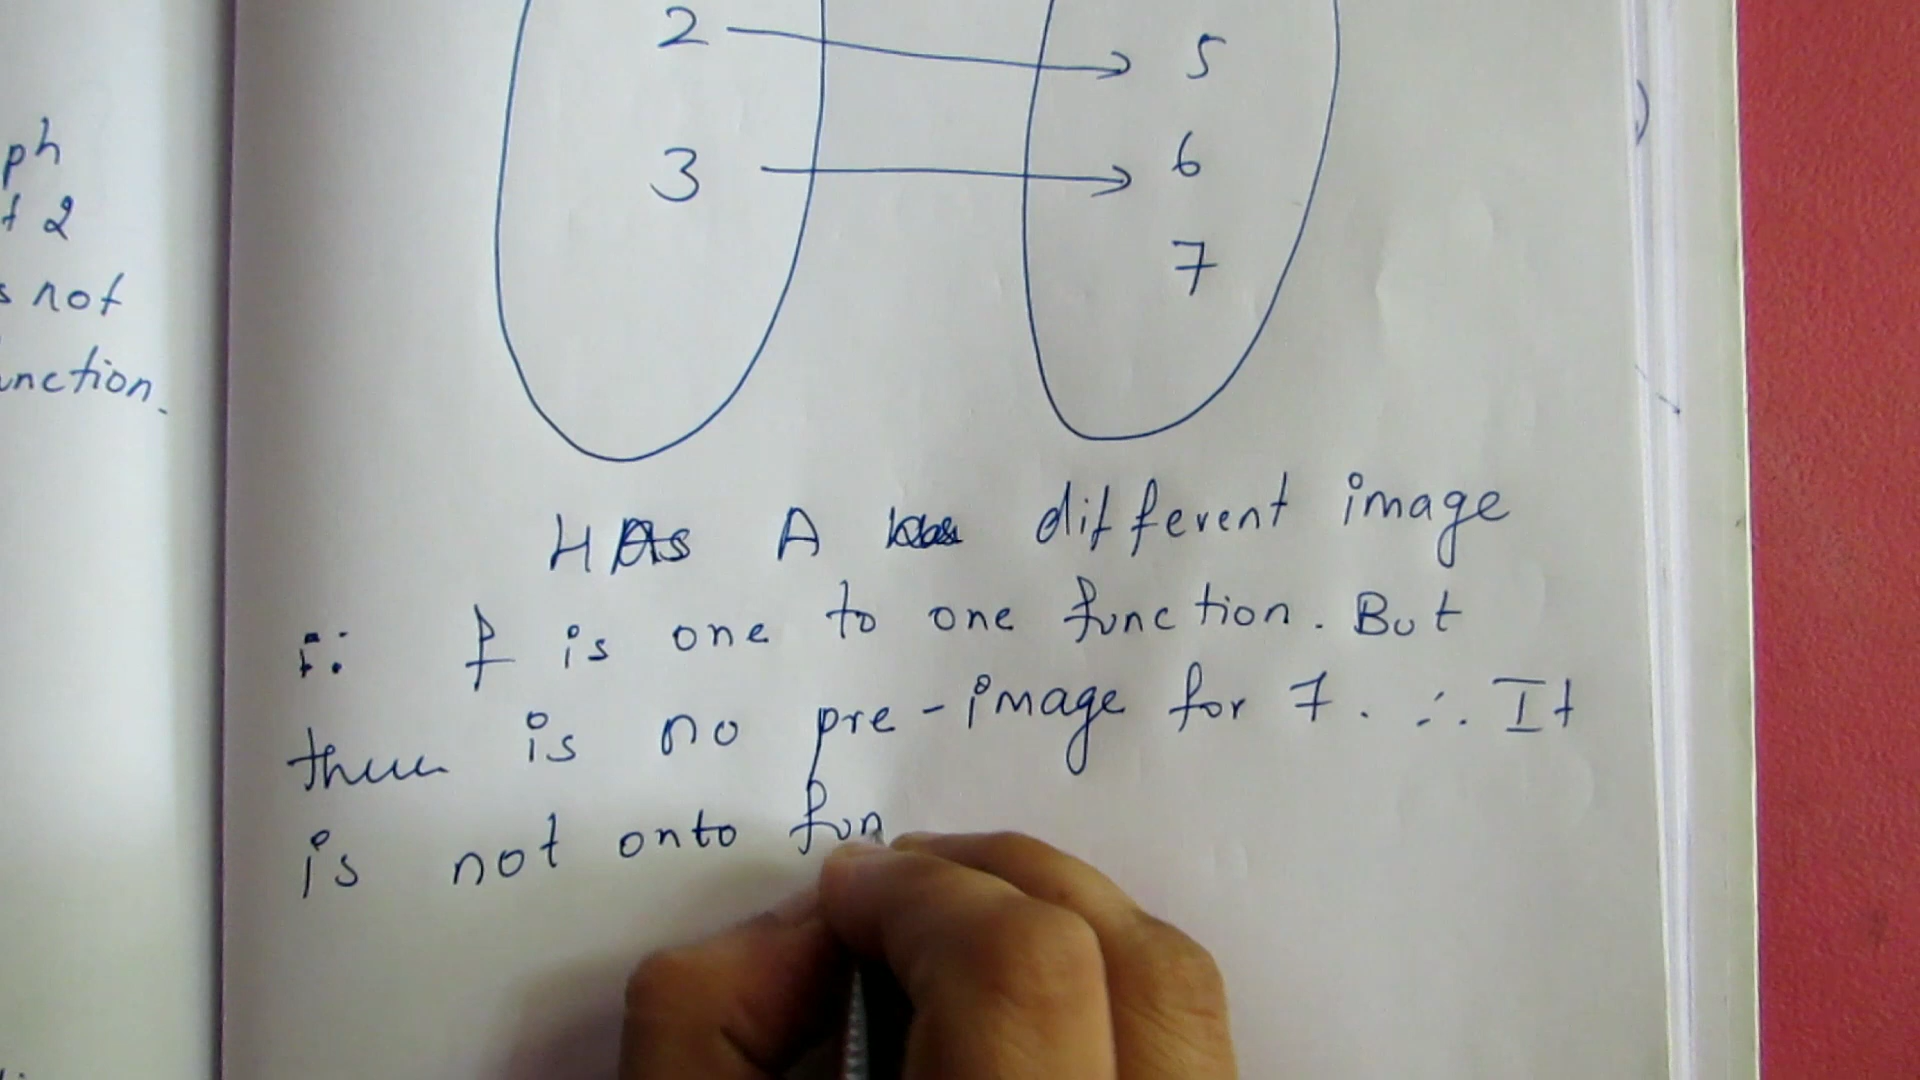 ph
f 2
s not
unction.
2 5
3 6
7
HAs A has different image
∴ f is one to one function. But
there is no pre-image for 7. ∴ It
is not onto fun